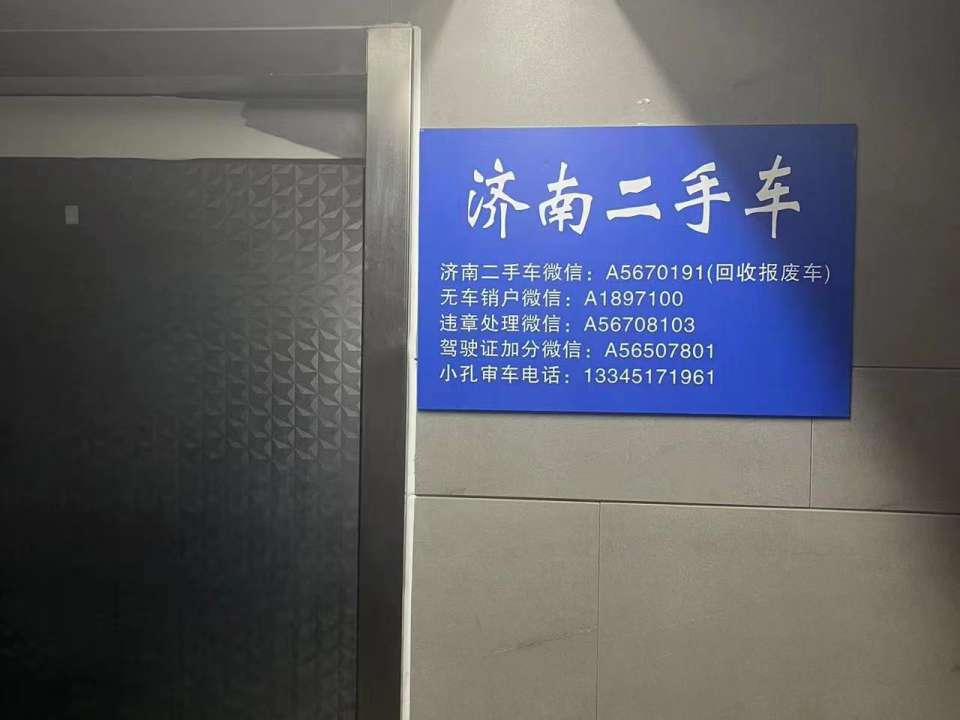 济南二手车
济南二手车微信：A5670191(回收报废车)
无车销户微信：A1897100
违章处理微信：A56708103
驾驶证加分微信：A56507801
小孔审车电话：13345171961